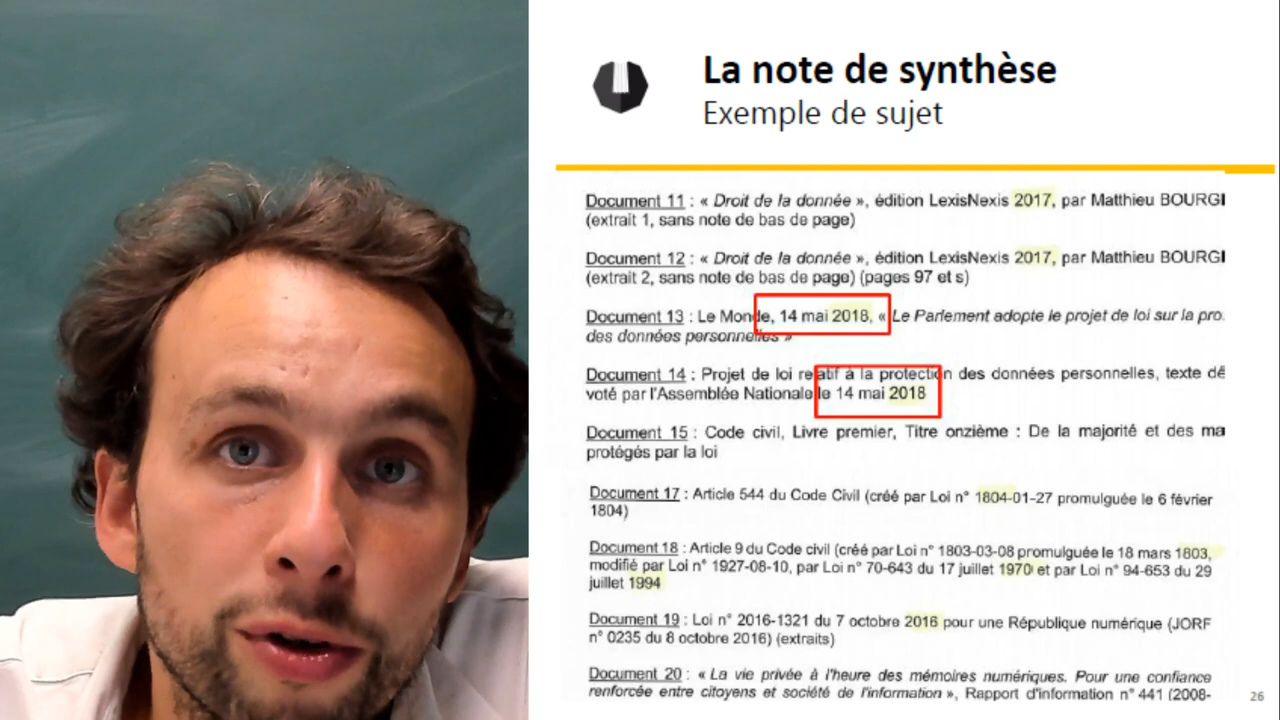 La note de synthèse
Exemple de sujet
Document 11 : « Droit de la donnée », édition LexisNexis 2017, par Matthieu BOURGI
(extrait 1, sans note de bas de page)
Document 12 : « Droit de la donnée », édition LexisNexis 2017, par Matthieu BOURGI
(extrait 2, sans note de bas de page) (pages 97 et s)
Document 13 : Le Monde, 14 mai 2018, « Le Parlement adopte le projet de loi sur la pro
des données personnelles »
Document 14 : Projet de loi relatif à la protection des données personnelles, texte dé
voté par l'Assemblée Nationale le 14 mai 2018
Document 15 : Code civil, Livre premier, Titre onzième : De la majorité et des ma
protégés par la loi
Document 17 : Article 544 du Code Civil (créé par Loi n° 1804-01-27 promulguée le 6 février
1804)
Document 18 : Article 9 du Code civil (créé par Loi n° 1803-03-08 promulguée le 18 mars 1803,
modifié par Loi n° 1927-08-10, par Loi n° 70-643 du 17 juillet 1970 et par Loi n° 94-653 du 29
juillet 1994
Document 19 : Loi n° 2016-1321 du 7 octobre 2016 pour une République numérique (JORF
n° 0235 du 8 octobre 2016) (extraits)
Document 20 : « La vie privée à l'heure des mémoires numériques. Pour une confiance
renforcée entre citoyens et société de l'information », Rapport d'information n° 441 (2008-
26